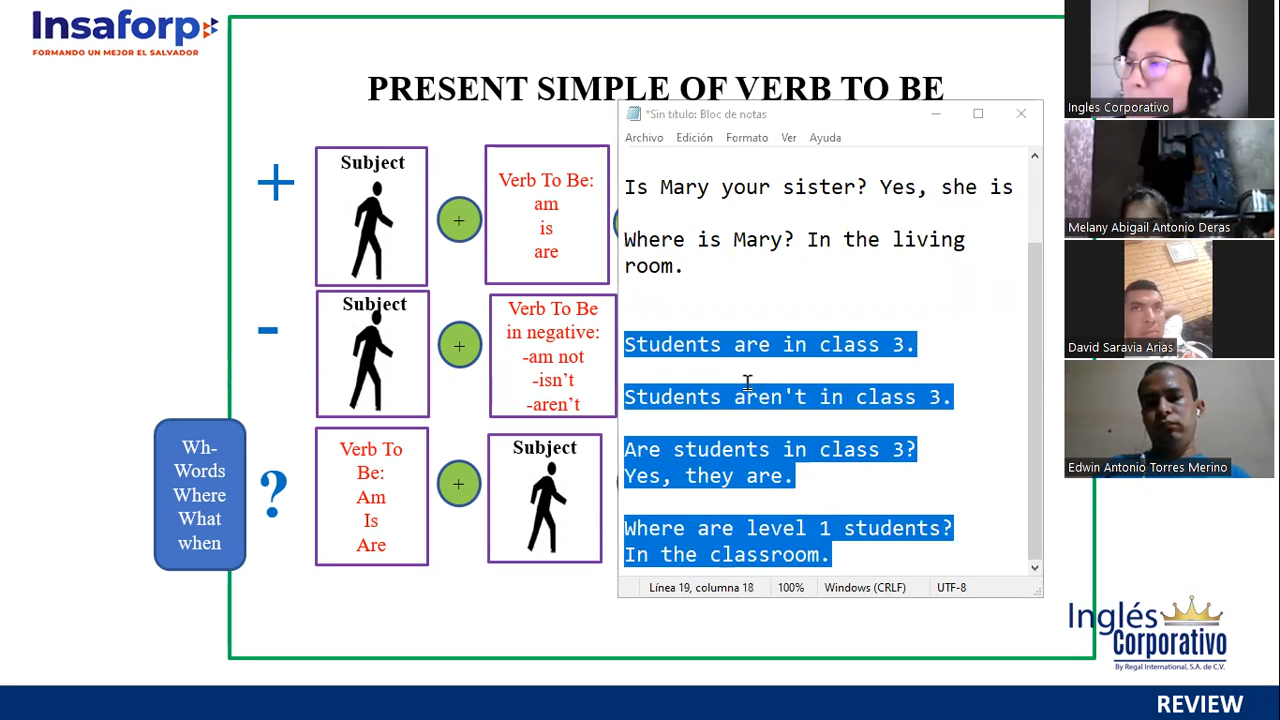 Insaforp
FORMANDO UN MEJOR EL SALVADOR
PRESENT SIMPLE OF VERB TO BE
+
Subject
+
Verb To Be:
am
is
are
-
Subject
+
Verb To Be
in negative:
-am not
-isn't
-aren't
Wh-
Words
Where
What
when
?
Verb To
Be:
Am
Is
Are
+
Subject
*Sin título: Bloc de notas
Archivo Edición Formato Ver Ayuda
Is Mary your sister? Yes, she is
Where is Mary? In the living
room.
Students are in class 3.
Students aren't in class 3.
Are students in class 3?
Yes, they are.
Where are level 1 students?
In the classroom.
Línea 19, columna 18 100% Windows (CRLF) UTF-8
Ingles Corporativo
Melany Abigail Antonio Deras
David Saravia Arias
Edwin Antonio Torres Merino
Inglés
Corporativo
By Regal International, S.A. de C.V.
REVIEW